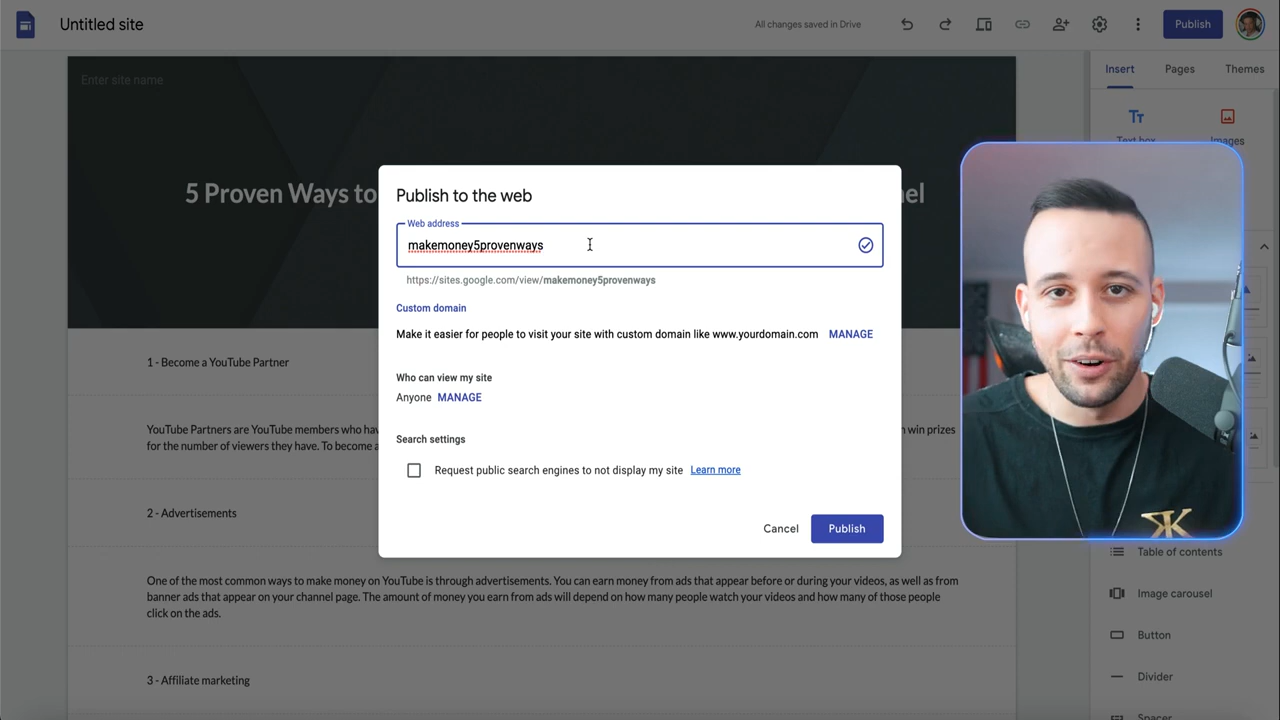 Untitled site
All changes saved in Drive
Publish
Enter site name
Insert
Pages
Themes
Text box
Images
5 Proven Ways to
nel
Publish to the web
Web address
makemoney5provenways
https://sites.google.com/view/makemoney5provenways
Custom domain
Make it easier for people to visit your site with custom domain like www.yourdomain.com MANAGE
Who can view my site
Anyone MANAGE
Search settings
Request public search engines to not display my site Learn more
Cancel
Publish
1 - Become a YouTube Partner
YouTube Partners are YouTube members who hav
n win prizes
for the number of viewers they have. To become a
2 - Advertisements
One of the most common ways to make money on YouTube is through advertisements. You can earn money from ads that appear before or during your videos, as well as from
banner ads that appear on your channel page. The amount of money you earn from ads will depend on how many people watch your videos and how many of those people
click on the ads.
3 - Affiliate marketing
Table of contents
Image carousel
Button
Divider
Spacer